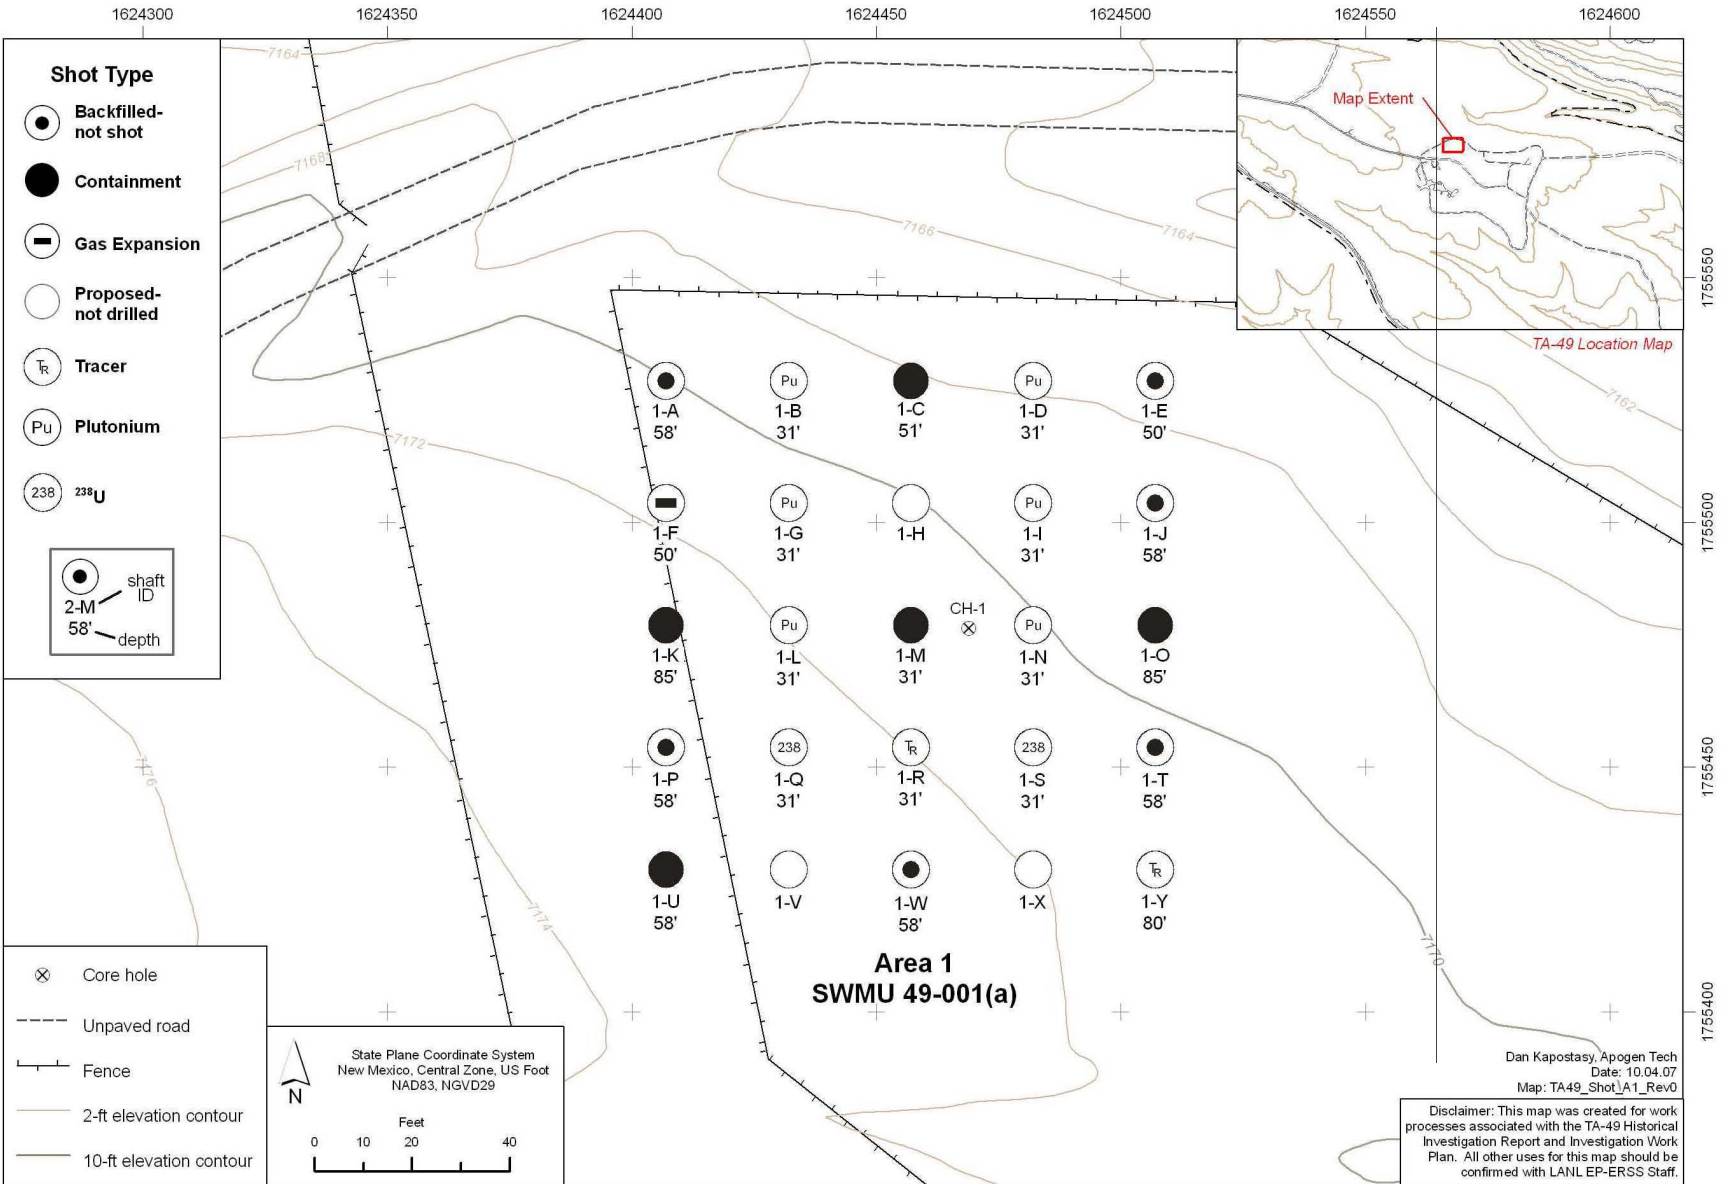 1624300 1624350 1624400 1624450 1624500 1624550 1624600
Shot Type
Backfilled-
not shot
Containment
Gas Expansion
Proposed-
not drilled
TR Tracer
Pu Plutonium
238 ²³⁸U
2-M
58'
shaft
ID
depth
7164
7168
7166
7164
7162
7172
7176
7174
7170
Map Extent
TA-49 Location Map
1755550
1755500
1755450
1755400
Pu Pu
1-A 1-B 1-C 1-D 1-E
58' 31' 51' 31' 50'
Pu Pu
1-F 1-G 1-H 1-I 1-J
50' 31' 31' 58'
CH-1
Pu Pu
1-K 1-L 1-M 1-N 1-O
85' 31' 31' 31' 85'
238 TR 238
1-P 1-Q 1-R 1-S 1-T
58' 31' 31' 31' 58'
TR
1-U 1-V 1-W 1-X 1-Y
58' 58' 80'
Area 1
SWMU 49-001(a)
Core hole
Unpaved road
Fence
2-ft elevation contour
10-ft elevation contour
N
State Plane Coordinate System
New Mexico, Central Zone, US Foot
NAD83, NGVD29
Feet
0 10 20 40
Dan Kapostasy, Apogen Tech
Date: 10.04.07
Map: TA49_Shot_A1_Rev0
Disclaimer: This map was created for work
processes associated with the TA-49 Historical
Investigation Report and Investigation Work
Plan. All other uses for this map should be
confirmed with LANL EP-ERSS Staff.